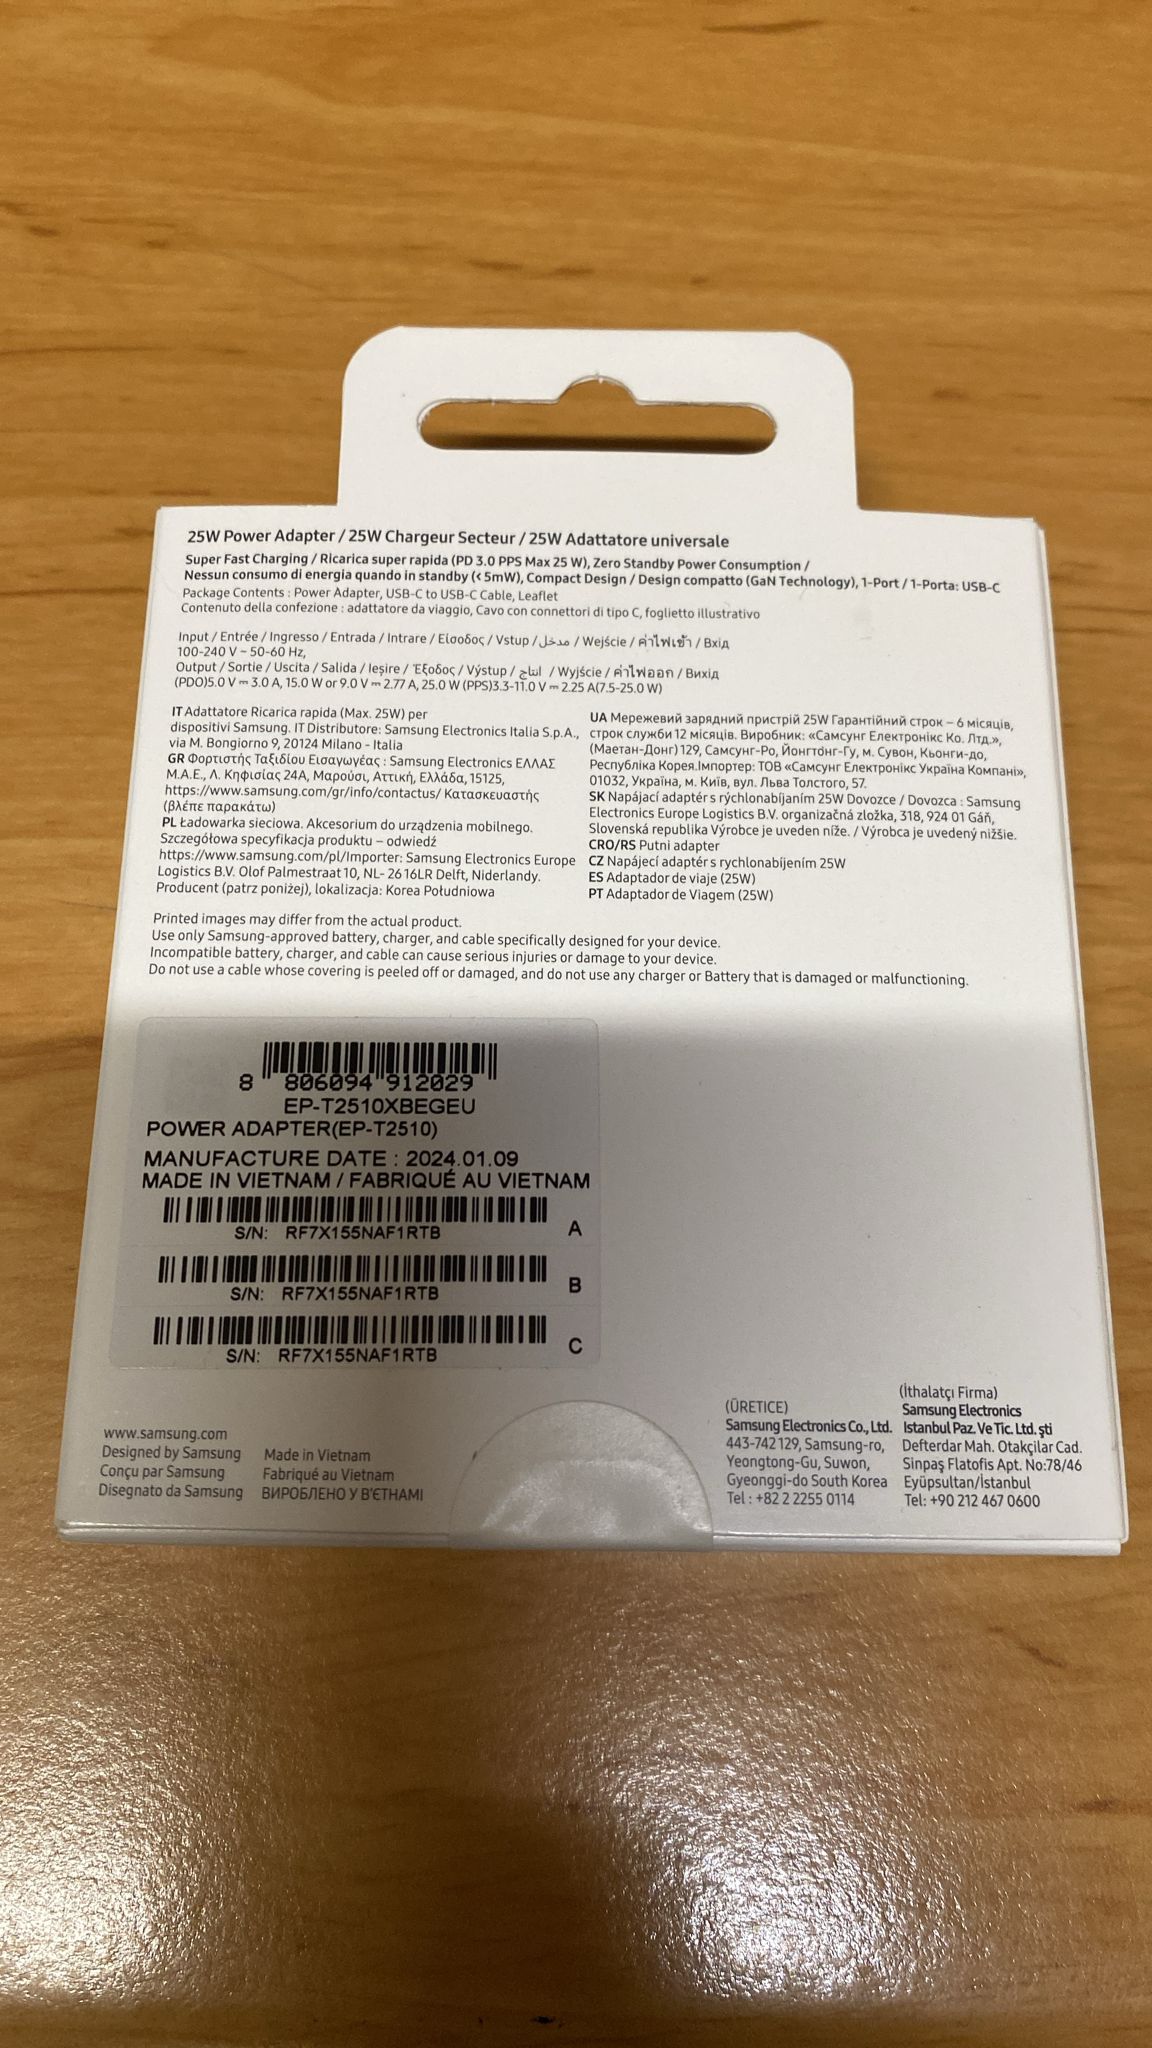 25W Power Adapter / 25W Chargeur Secteur / 25W Adattatore universale
Super Fast Charging / Ricarica super rapida (PD 3.0 PPS Max 25 W), Zero Standby Power Consumption /
Nessun consumo di energia quando in standby (< 5mW), Compact Design / Design compatto (GaN Technology), 1-Port / 1-Porta: USB-C
Package Contents : Power Adapter, USB-C to USB-C Cable, Leaflet
Contenuto della confezione : adattatore da viaggio, Cavo con connettori di tipo C, foglietto illustrativo
Input / Entrée / Ingresso / Entrada / Intrare / Είσοδος / Vstup / مدخل / Wejście / ค่าไฟเข้า / Вхід
100-240 V ~ 50-60 Hz,
Output / Sortie / Uscita / Salida / Ieşire / Έξοδος / Výstup / انتاج / Wyjście / ค่าไฟออก / Вихід
(PDO)5.0 V ⎓ 3.0 A, 15.0 W or 9.0 V ⎓ 2.77 A, 25.0 W (PPS)3.3-11.0 V ⎓ 2.25 A(7.5-25.0 W)
IT Adattatore Ricarica rapida (Max. 25W) per
dispositivi Samsung. IT Distributore: Samsung Electronics Italia S.p.A.,
via M. Bongiorno 9, 20124 Milano - Italia
GR Φορτιστής Ταξιδίου Εισαγωγέας : Samsung Electronics ΕΛΛΑΣ
Μ.Α.Ε., Λ. Κηφισίας 24Α, Μαρούσι, Αττική, Ελλάδα, 15125,
https://www.samsung.com/gr/info/contactus/ Κατασκευαστής
(βλέπε παρακάτω)
PL Ładowarka sieciowa. Akcesorium do urządzenia mobilnego.
Szczegółowa specyfikacja produktu – odwiedź
https://www.samsung.com/pl/Importer: Samsung Electronics Europe
Logistics B.V. Olof Palmestraat 10, NL- 26 16LR Delft, Niderlandy.
Producent (patrz poniżej), lokalizacja: Korea Południowa
UA Мережевий зарядний пристрій 25W Гарантійний строк – 6 місяців,
строк служби 12 місяців. Виробник: «Самсунг Електронікс Ко. Лтд.»,
(Маетан-Донг) 129, Самсунг-Ро, Йонгтонг-Гу, м. Сувон, Кьонги-до,
Республіка Корея.Імпортер: ТОВ «Самсунг Електронікс Україна Компані»,
01032, Україна, м. Київ, вул. Льва Толстого, 57.
SK Napájací adaptér s rýchlonabíjaním 25W Dovozce / Dovozca : Samsung
Electronics Europe Logistics B.V. organizačná zložka, 318, 924 01 Gáň,
Slovenská republika Výrobce je uveden níže. / Výrobca je uvedený nižšie.
CRO/RS Putni adapter
CZ Napájecí adaptér s rychlonabíjením 25W
ES Adaptador de viaje (25W)
PT Adaptador de Viagem (25W)
Printed images may differ from the actual product.
Use only Samsung-approved battery, charger, and cable specifically designed for your device.
Incompatible battery, charger, and cable can cause serious injuries or damage to your device.
Do not use a cable whose covering is peeled off or damaged, and do not use any charger or Battery that is damaged or malfunctioning.
8 806094 912029
EP-T2510XBEGEU
POWER ADAPTER(EP-T2510)
MANUFACTURE DATE : 2024.01.09
MADE IN VIETNAM / FABRIQUÉ AU VIETNAM
S/N: RF7X155NAF1RTB A
S/N: RF7X155NAF1RTB B
S/N: RF7X155NAF1RTB C
www.samsung.com
Designed by Samsung
Conçu par Samsung
Disegnato da Samsung
Made in Vietnam
Fabriqué au Vietnam
ВИРОБЛЕНО У В'ЄТНАМІ
(ÜRETICE)
Samsung Electronics Co., Ltd.
443-742 129, Samsung-ro,
Yeongtong-Gu, Suwon,
Gyeonggi-do South Korea
Tel : +82 2 2255 0114
(İthalatçı Firma)
Samsung Electronics
Istanbul Paz. Ve Tic. Ltd. şti
Defterdar Mah. Otakçilar Cad.
Sinpaş Flatofis Apt. No:78/46
Eyüpsultan/İstanbul
Tel: +90 212 467 0600